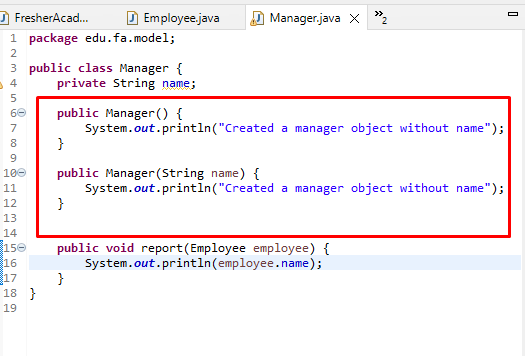 FresherAcad... Employee.java Manager.java »2
1 package edu.fa.model;
2
3 public class Manager {
4 private String name;
5
6 public Manager() {
7 System.out.println("Created a manager object without name");
8 }
9
10 public Manager(String name) {
11 System.out.println("Created a manager object without name");
12 }
13
14
15 public void report(Employee employee) {
16 System.out.println(employee.name);
17 }
18 }
19